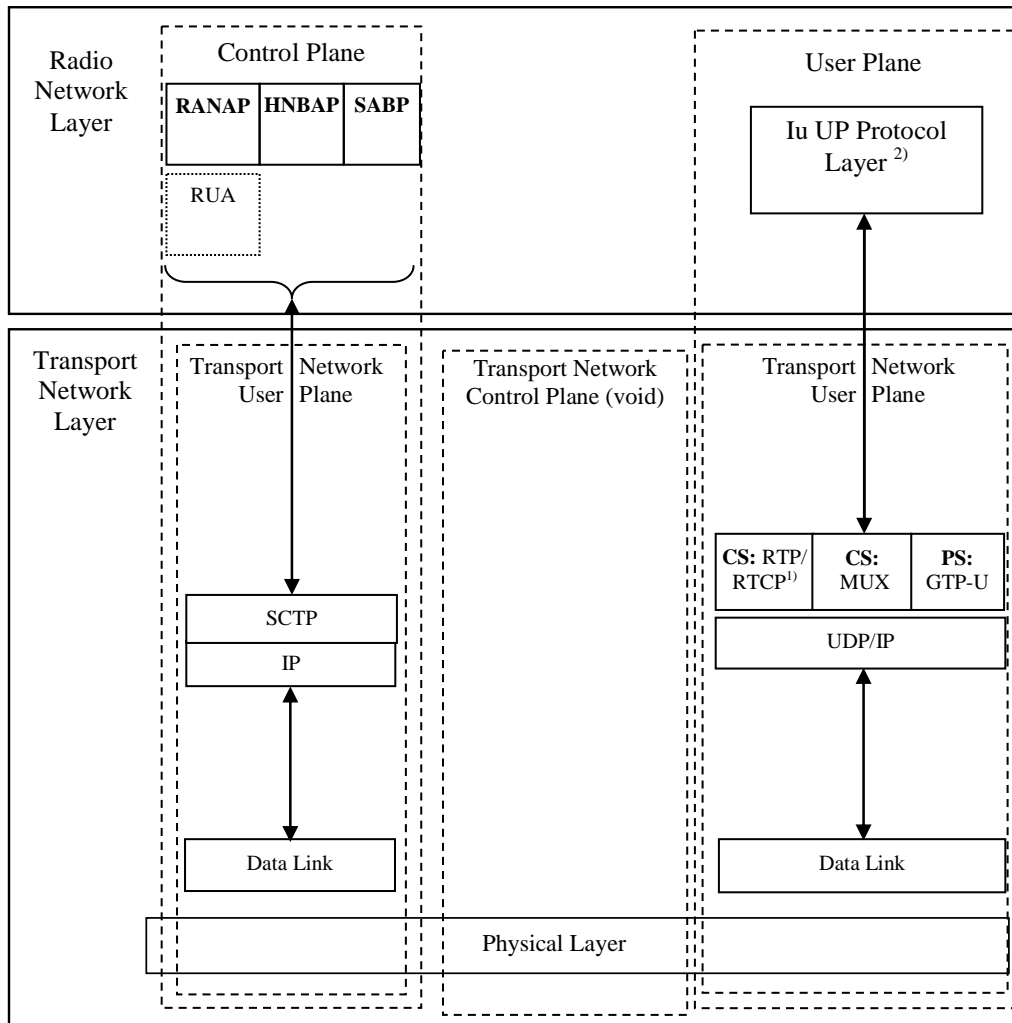 Radio
Network
Layer
Control Plane
RANAP HNBAP SABP
RUA
User Plane
Iu UP Protocol
Layer 2)
Transport
Network
Layer
Transport Network
User Plane
SCTP
IP
Data Link
Transport Network
Control Plane (void)
Transport Network
User Plane
CS: RTP/
RTCP1)
CS:
MUX
PS:
GTP-U
UDP/IP
Data Link
Physical Layer